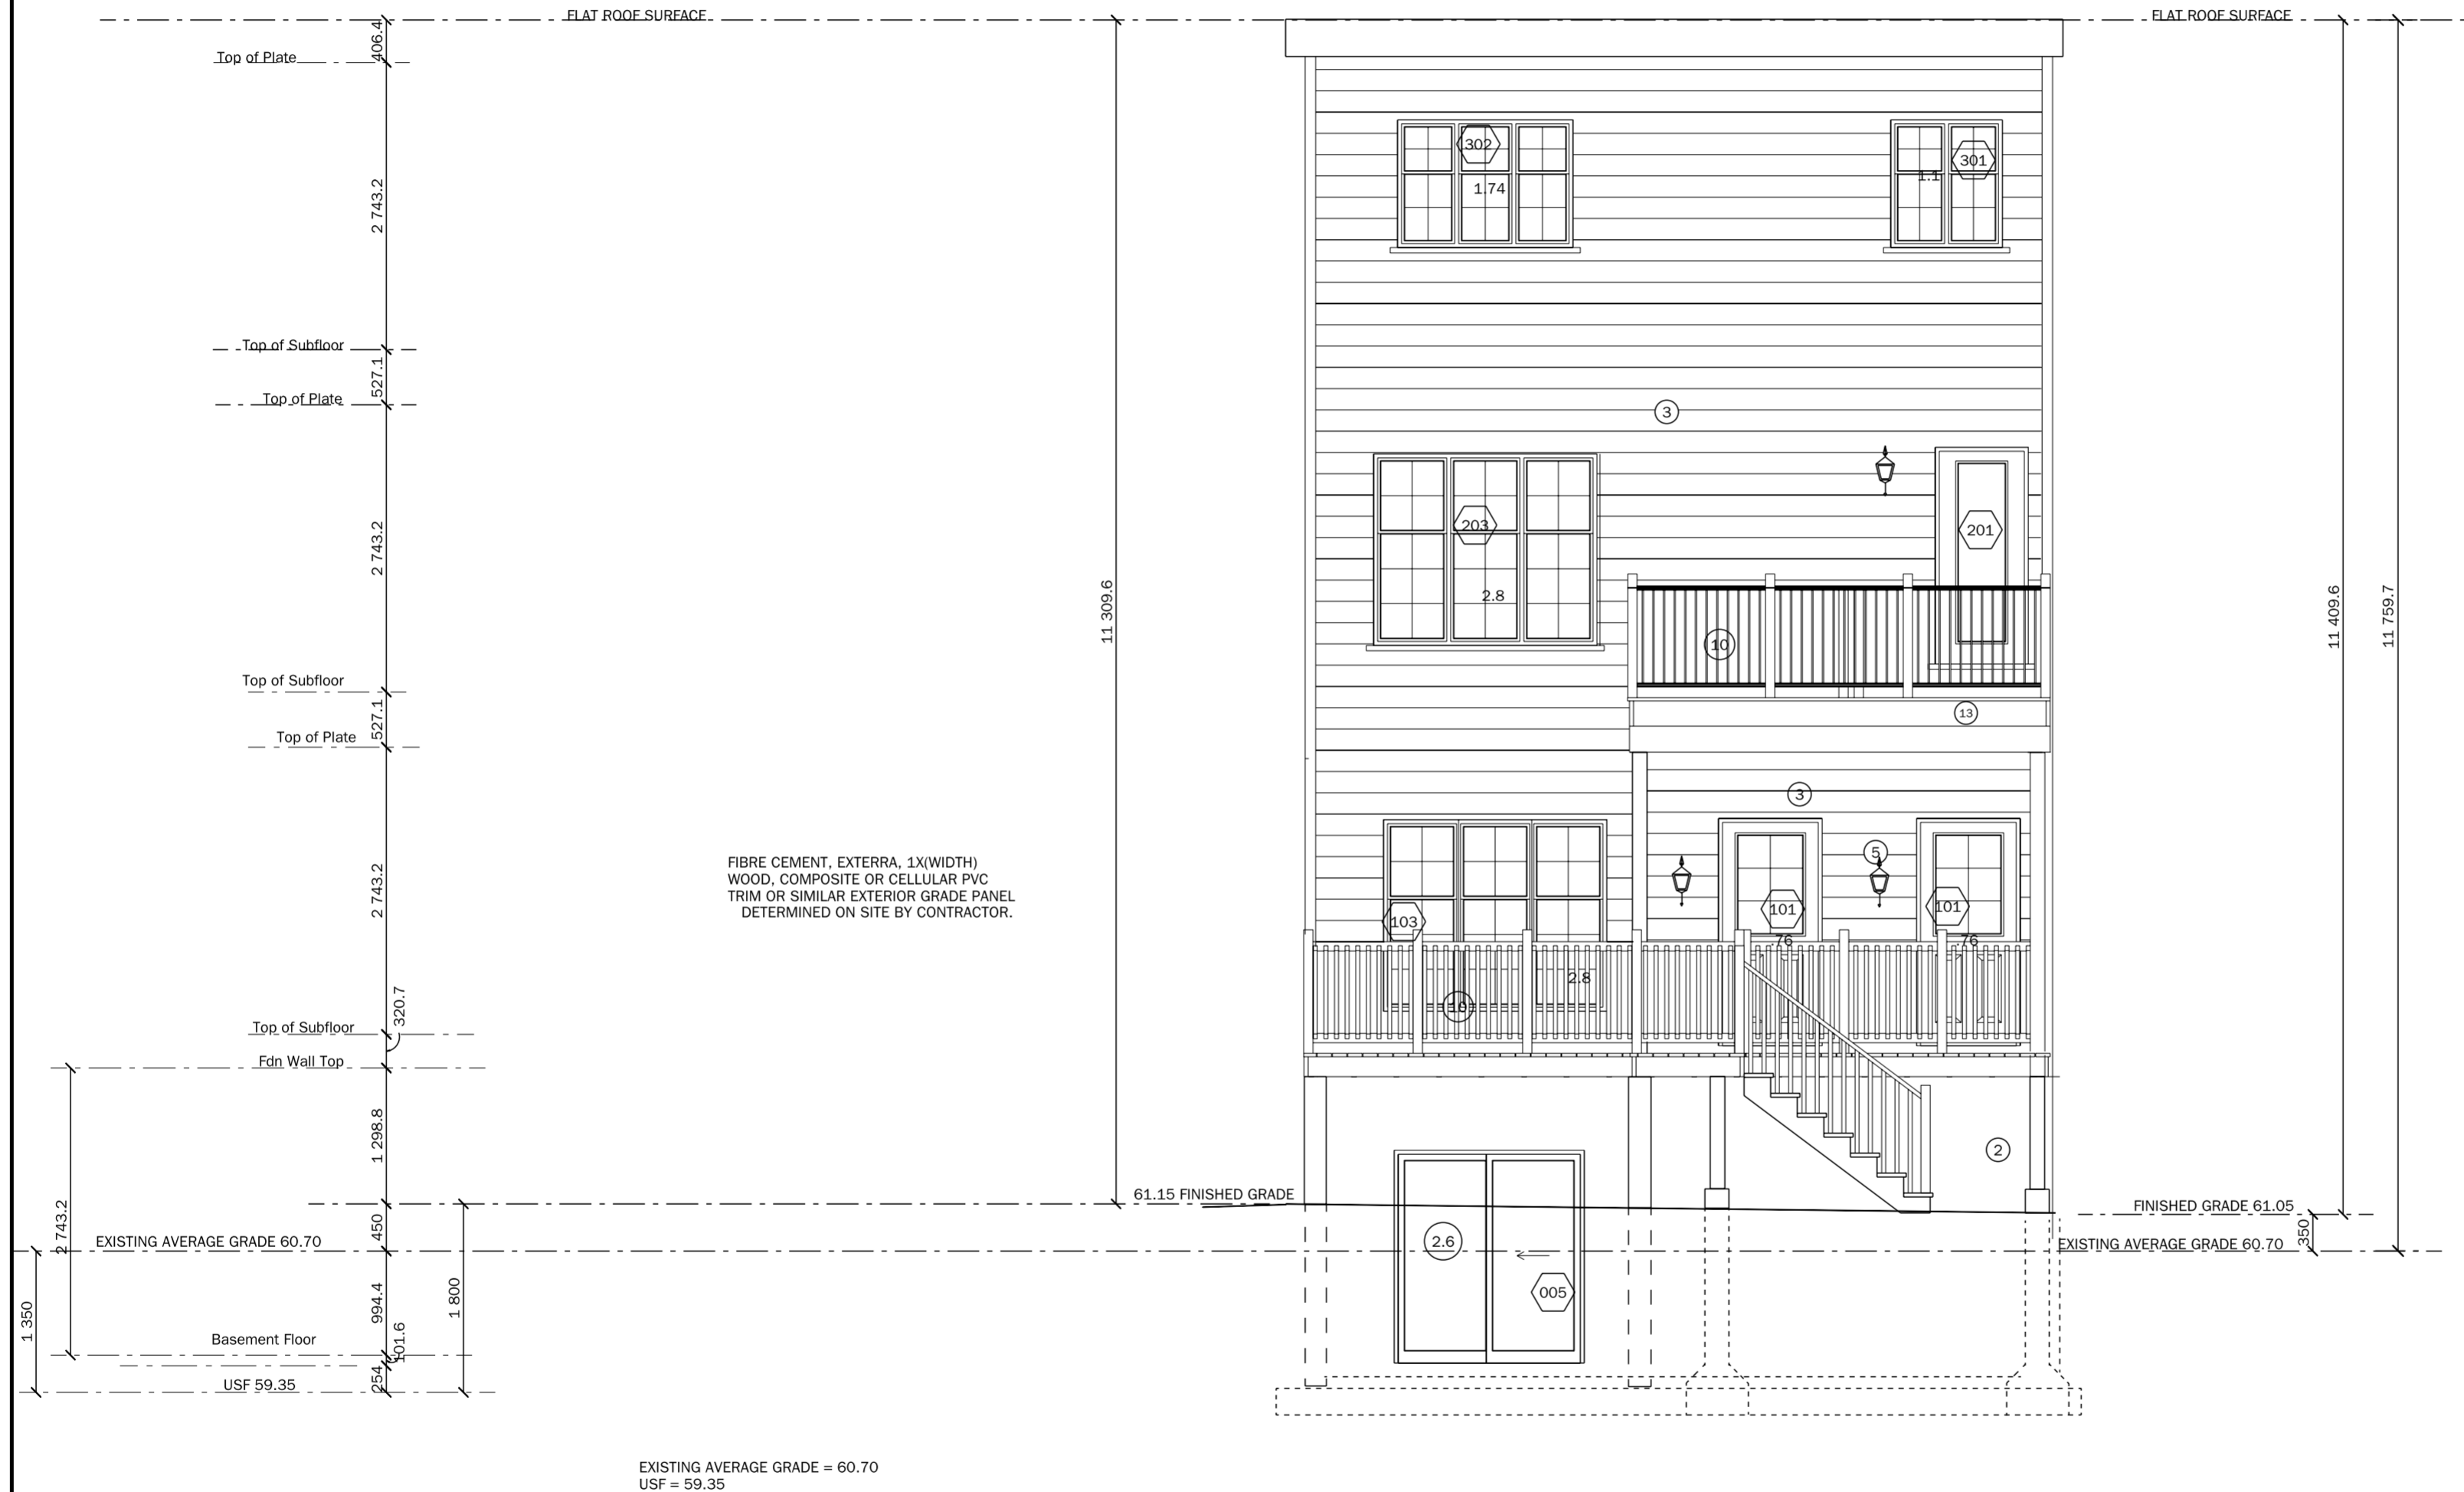 FLAT ROOF SURFACE
FLAT ROOF SURFACE
406.4
Top of Plate
302
301
1.1
1.74
2 743.2
Top of Subfloor
527.1
Top of Plate
3
203
201
2 743.2
2.8
11 309.6
11 409.6
11 759.7
10
Top of Subfloor
13
527.1
Top of Plate
3
5
FIBRE CEMENT, EXTERRA, 1X(WIDTH)
WOOD, COMPOSITE OR CELLULAR PVC
TRIM OR SIMILAR EXTERIOR GRADE PANEL
DETERMINED ON SITE BY CONTRACTOR.
2 743.2
103
101
101
.76
.76
2.8
10
320.7
Top of Subfloor
Fdn Wall Top
1 298.8
2
61.15 FINISHED GRADE
FINISHED GRADE 61.05
2 743.2
450
EXISTING AVERAGE GRADE 60.70
2.6
350
EXISTING AVERAGE GRADE 60.70
005
1 350
994.4
1 800
Basement Floor
101.6
254
USF 59.35
EXISTING AVERAGE GRADE = 60.70
USF = 59.35